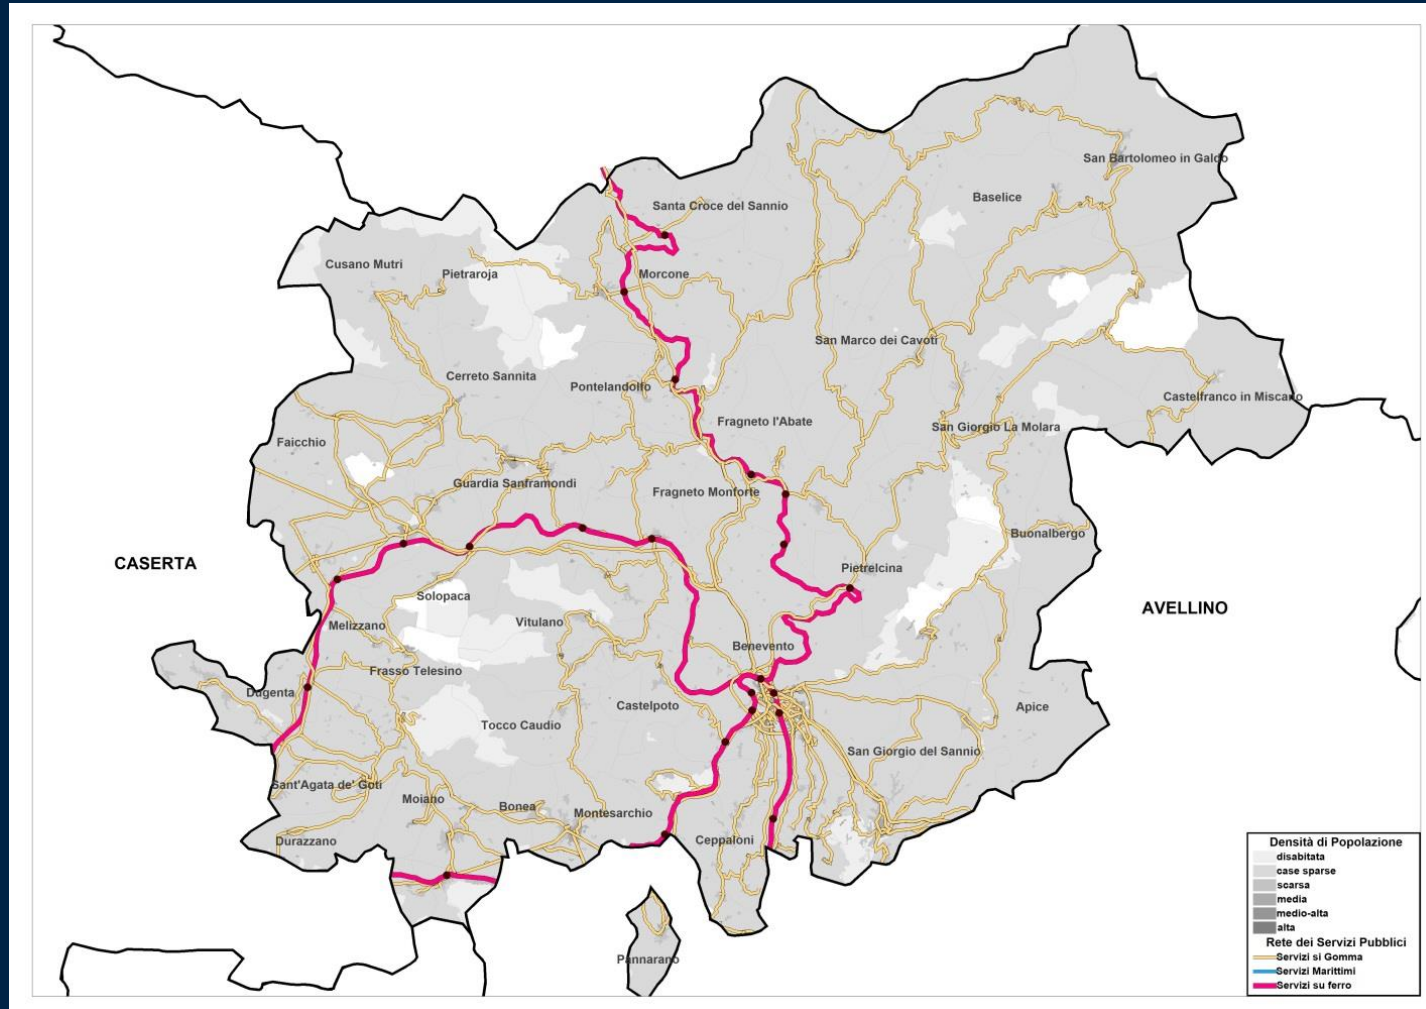 San Bartolomeo in Galdo
Baselice
Santa Croce del Sannio
Cusano Mutri
Pietraroja
Morcone
San Marco dei Cavoti
Cerreto Sannita
Pontelandolfo
Castelfranco in Miscano
Fragneto l'Abate
San Giorgio La Molara
Faicchio
Guardia Sanframondi
Fragneto Monforte
Buonalbergo
CASERTA
Pietrelcina
Solopaca
AVELLINO
Melizzano
Vitulano
Benevento
Frasso Telesino
Dugenta
Castelpoto
Apice
Tocco Caudio
San Giorgio del Sannio
Sant'Agata de' Goti
Moiano
Bonea
Montesarchio
Durazzano
Ceppaloni
Pannarano
Densità di Popolazione
disabitata
case sparse
scarsa
media
medio-alta
alta
Rete dei Servizi Pubblici
Servizi si Gomma
Servizi Marittimi
Servizi su ferro